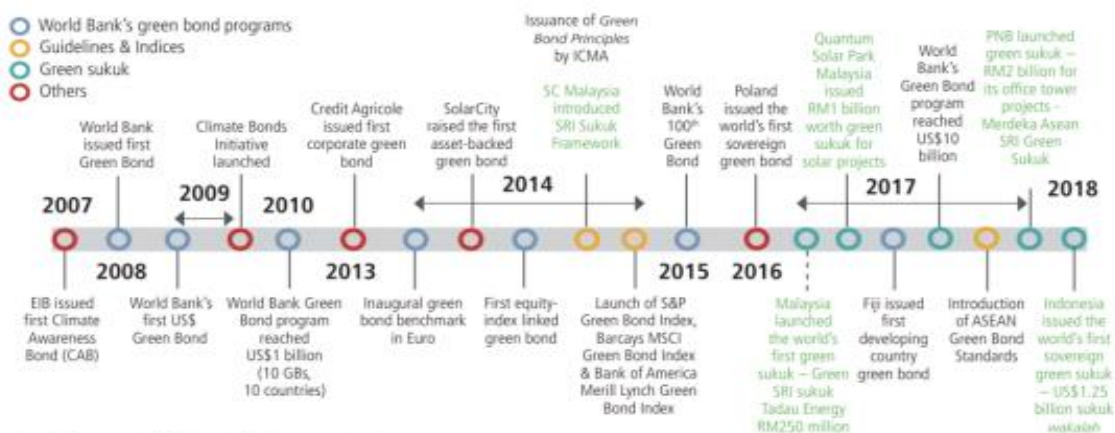 World Bank's green bond programs
Guidelines & Indices
Green sukuk
Others
World Bank
issued first
Green Bond
Climate Bonds
Initiative
launched
Credit Agricole
issued first
corporate green
bond
SolarCity
raised the first
asset-backed
green bond
Issuance of Green
Bond Principles
by ICMA
SC Malaysia
introduced
SRI Sukuk
Framework
World
Bank's
100th
Green
Bond
Poland
issued the
world's first
sovereign
green bond
Quantum
Solar Park
Malaysia
issued
RM1 billion
worth green
sukuk for
solar projects
World
Bank's
Green Bond
program
reached
US$10
billion
PNB launched
green sukuk –
RM2 billion for
its office tower
projects -
Merdeka Asean
SRI Green
Sukuk
2007
2009
2010
2014
2017
2018
2008
2013
2015
2016
EIB issued
first Climate
Awareness
Bond (CAB)
World Bank's
first US$
Green Bond
World Bank Green
Bond program
reached
US$1 billion
(10 GBs,
10 countries)
Inaugural green
bond benchmark
in Euro
First equity-
index linked
green bond
Launch of S&P
Green Bond Index,
Barcays MSCI
Green Bond Index
& Bank of America
Merill Lynch Green
Bond Index
Malaysia
launched
the world's
first green
sukuk – Green
SRI sukuk
Tadau Energy
RM250 million
Fiji issued
first
developing
country
green bond
Introduction
of ASEAN
Green Bond
Standards
Indonesia
issued the
world's first
sovereign
green sukuk
– US$1.25
billion sukuk
wakalah